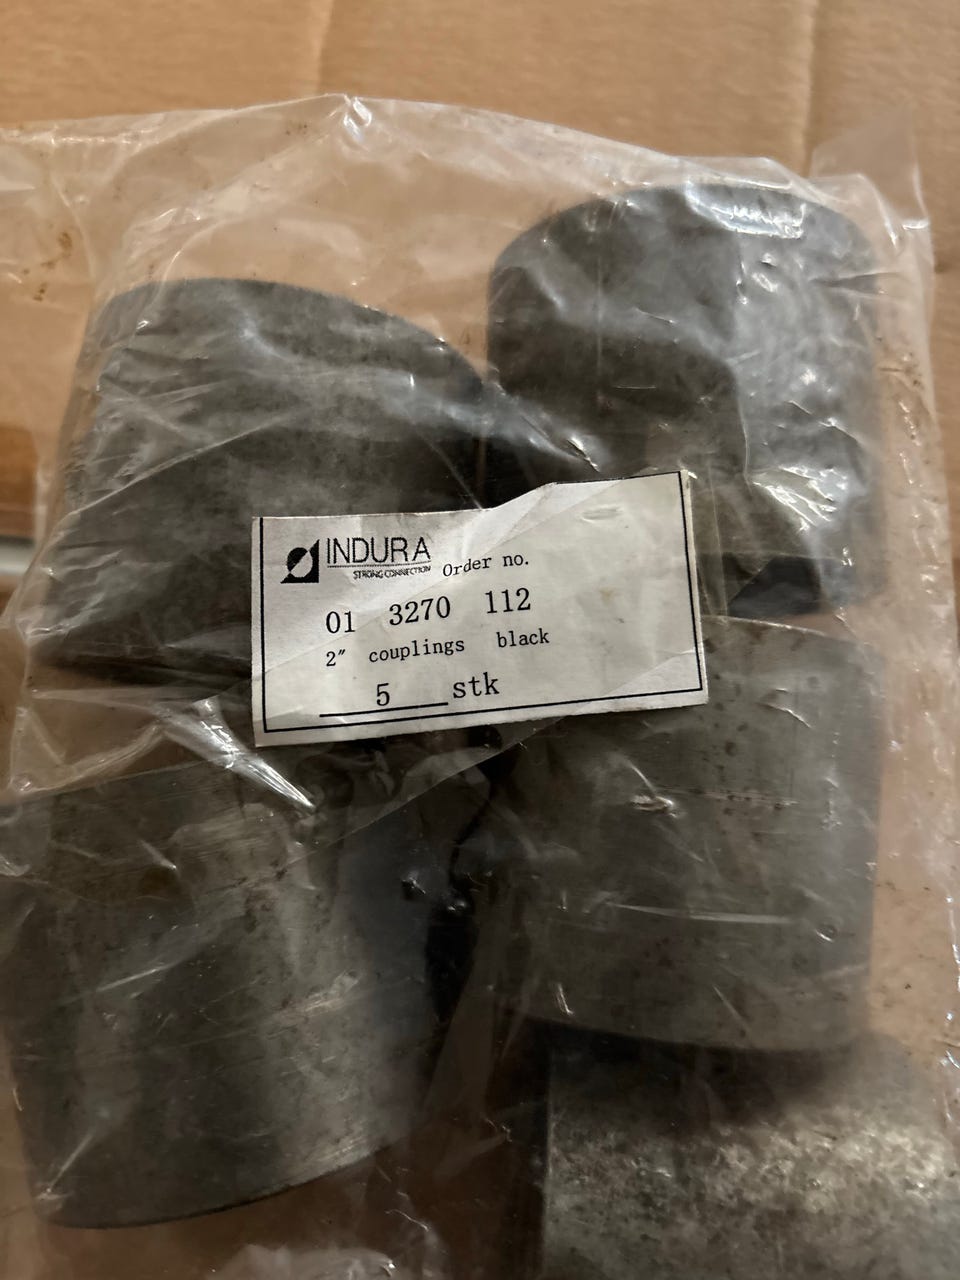 INDURA
STRONG CONNECTION
Order no.
01 3270 112
2" couplings black
5 stk